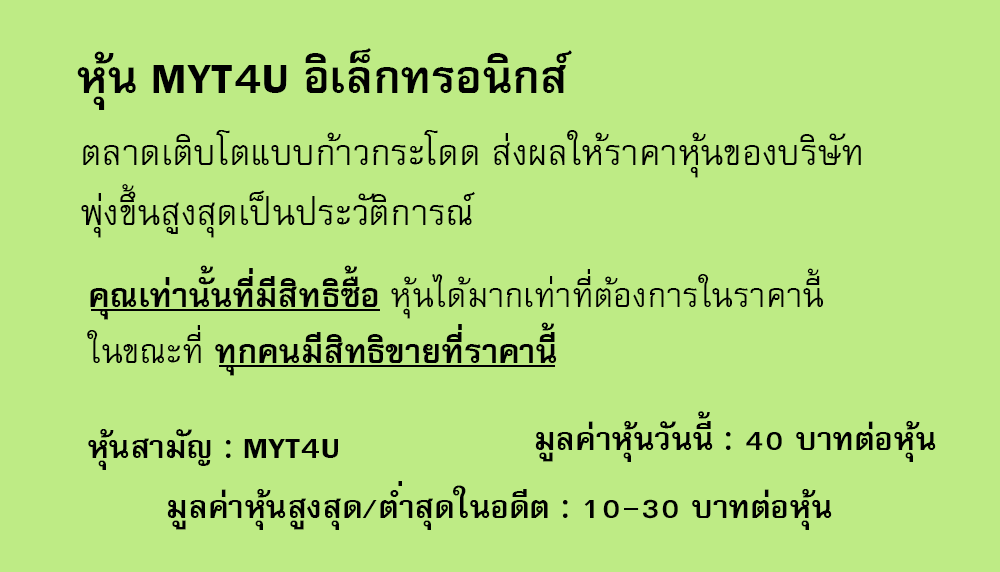 หุ้น MYT4U อิเล็กทรอนิกส์
ตลาดเติบโตแบบก้าวกระโดด ส่งผลให้ราคาหุ้นของบริษัท
พุ่งขึ้นสูงสุดเป็นประวัติการณ์
คุณเท่านั้นที่มีสิทธิซื้อ หุ้นได้มากเท่าที่ต้องการในราคานี้
ในขณะที่ ทุกคนมีสิทธิขายที่ราคานี้
หุ้นสามัญ : MYT4U
มูลค่าหุ้นวันนี้ : 40 บาทต่อหุ้น
มูลค่าหุ้นสูงสุด/ต่ำสุดในอดีต : 10-30 บาทต่อหุ้น